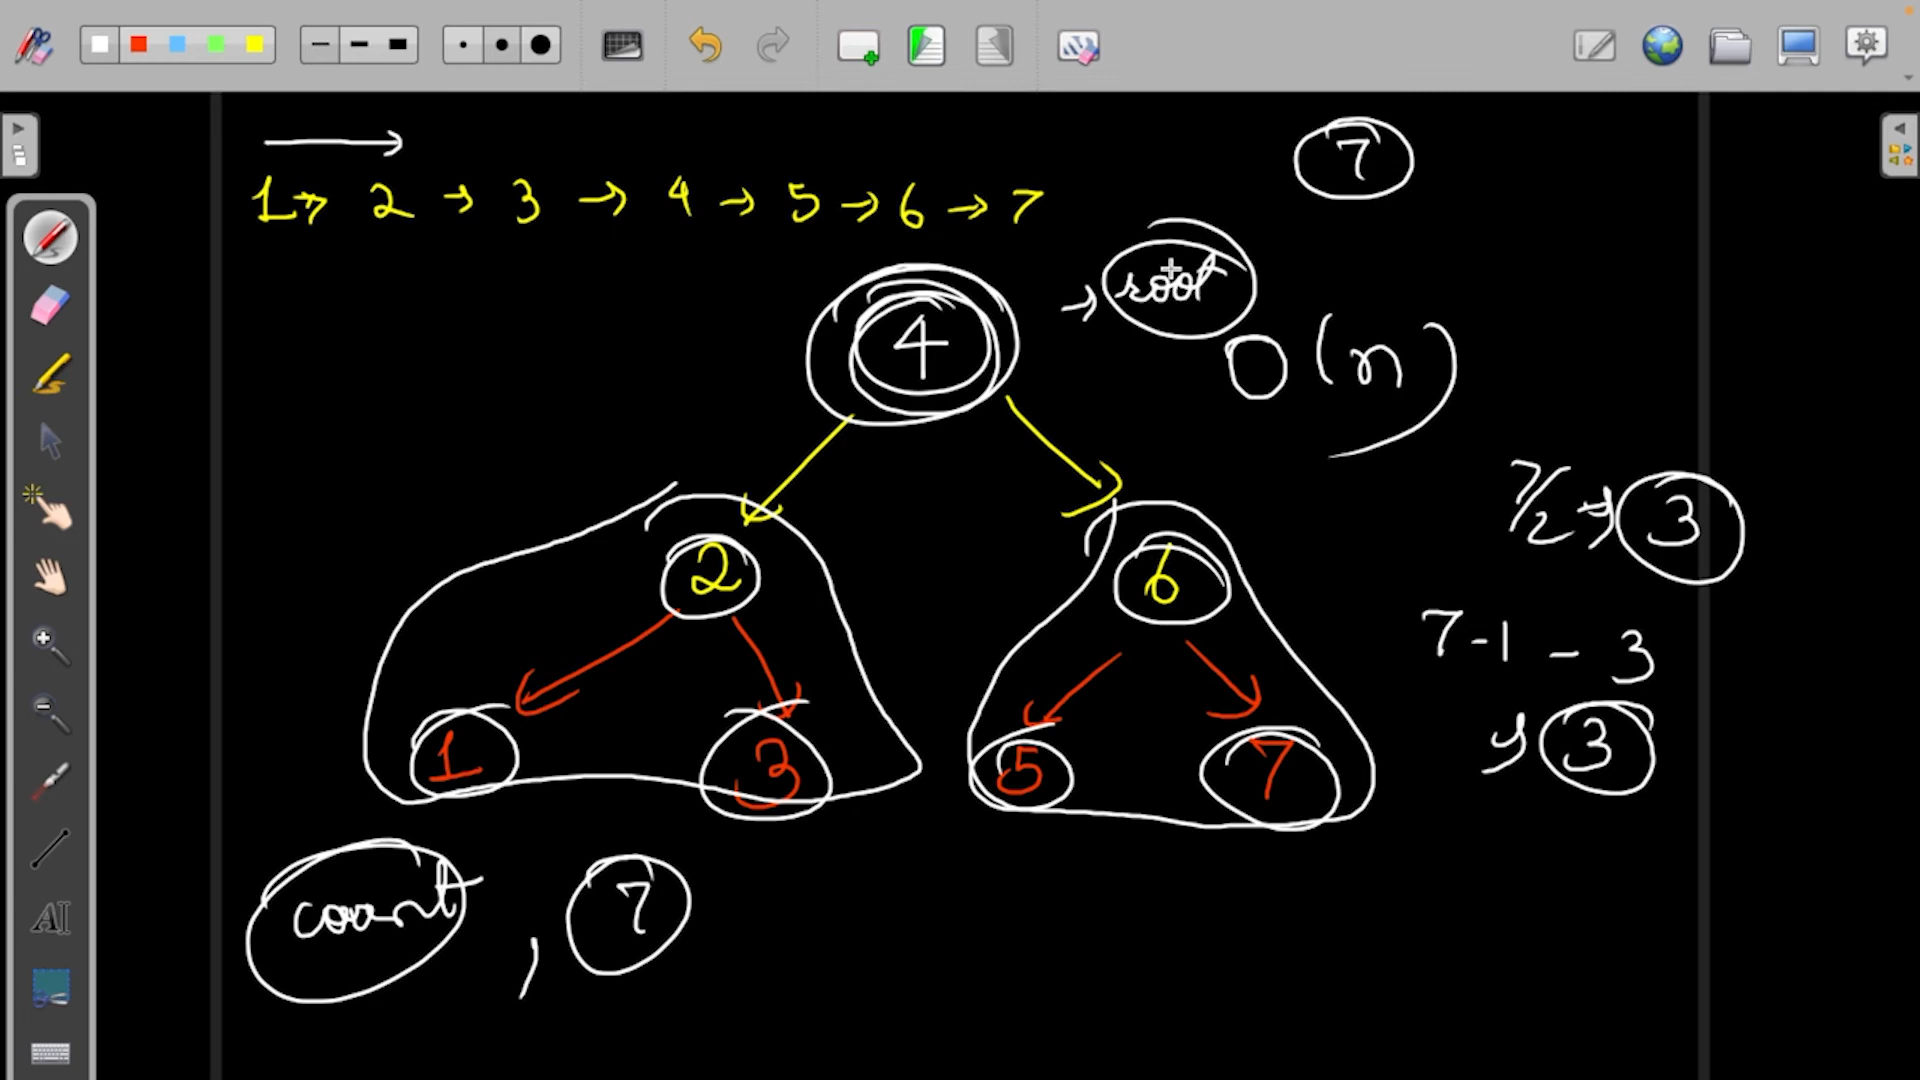 1 → 2 → 3 → 4 → 5 → 6 → 7
7
4
→ root
O(n)
7/2 → 3
2
6
7-1 - 3
→ 3
1
3
5
7
count , 7